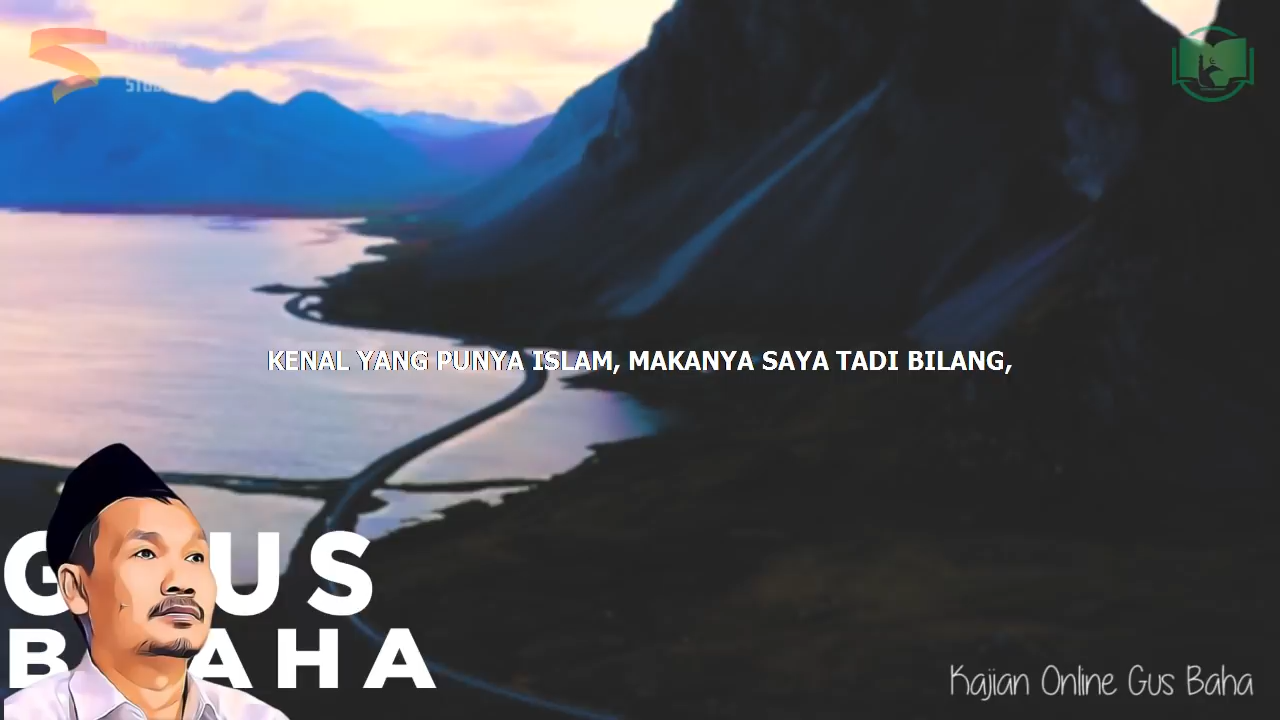 KENAL YANG PUNYA ISLAM, MAKANYA SAYA TADI BILANG,
GUS
BAHA
Kajian Online Gus Baha